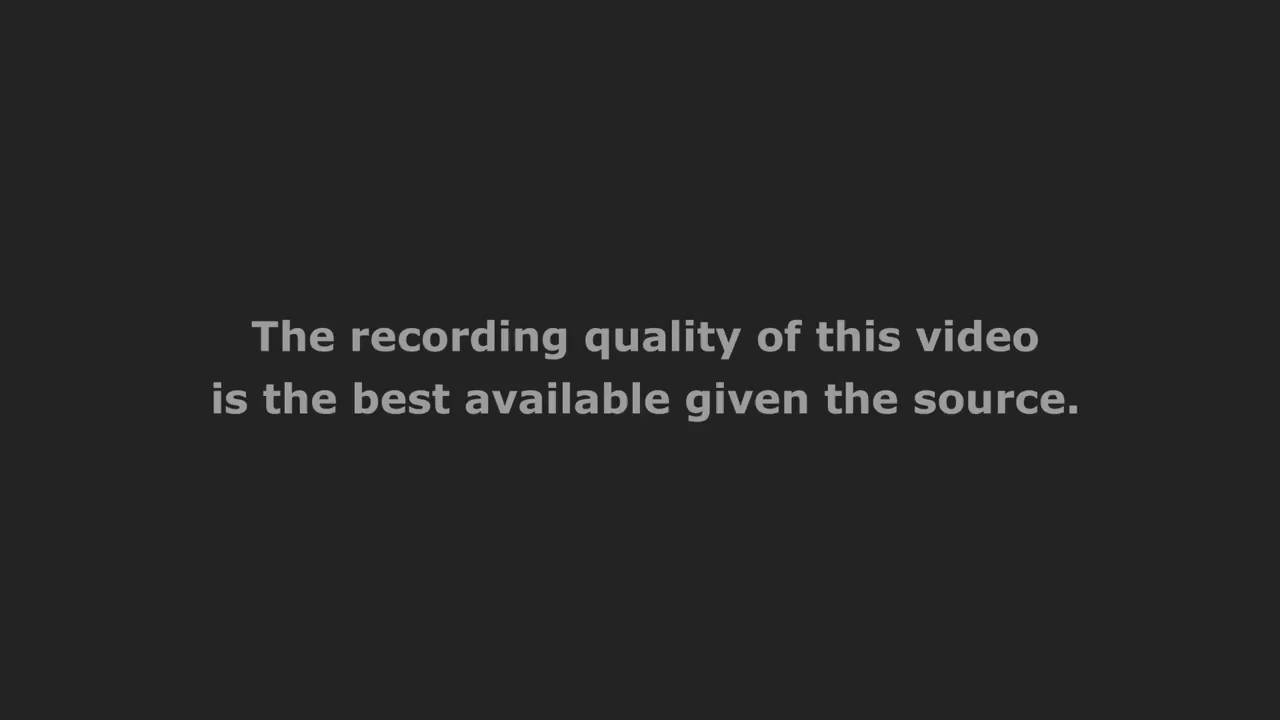 The recording quality of this video
is the best available given the source.